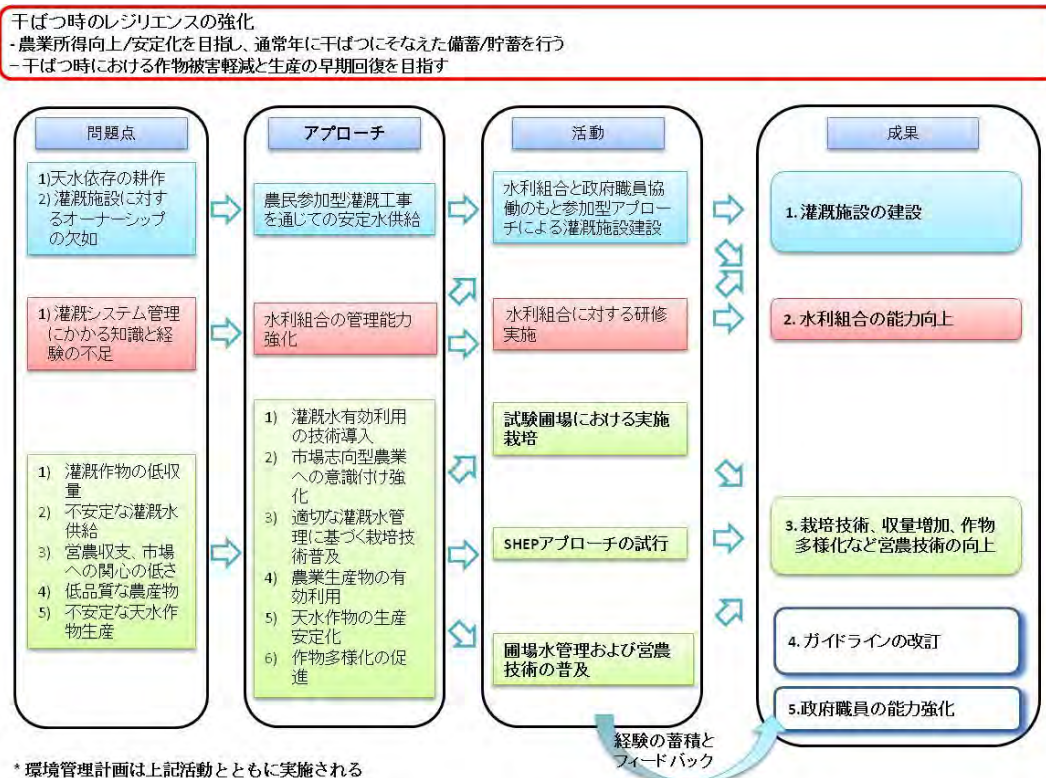 干ばつ時のレジリエンスの強化
- 農業所得向上/安定化を目指し、通常年に干ばつにそなえた備蓄/貯蓄を行う
－干ばつ時における作物被害軽減と生産の早期回復を目指す
問題点
1)天水依存の耕作
2)灌漑施設に対す
るオーナーシップ
の欠如
1)灌漑システム管理
にかかる知識と経
験の不足
1) 灌漑作物の低収
量
2) 不安定な灌漑水
供給
3) 営農収支、市場
への関心の低さ
4) 低品質な農産物
5) 不安定な天水作
物生産
アプローチ
農民参加型灌漑工事
を通じての安定水供給
水利組合の管理能力
強化
1) 灌漑水有効利用
の技術導入
2) 市場志向型農業
への意識付け強
化
3) 適切な灌漑水管
理に基づく栽培技
術普及
4) 農業生産物の有
効利用
5) 天水作物の生産
安定化
6) 作物多様化の促
進
活動
水利組合と政府職員協
働のもと参加型アプロー
チによる灌漑施設建設
水利組合に対する研修
実施
試験圃場における実施
栽培
SHEPアプローチの試行
圃場水管理および営農
技術の普及
成果
1.灌漑施設の建設
2.水利組合の能力向上
3.栽培技術、収量増加、作物
多様化など営農技術の向上
4.ガイドラインの改訂
5.政府職員の能力強化
経験の蓄積と
フィードバック
* 環境管理計画は上記活動とともに実施される